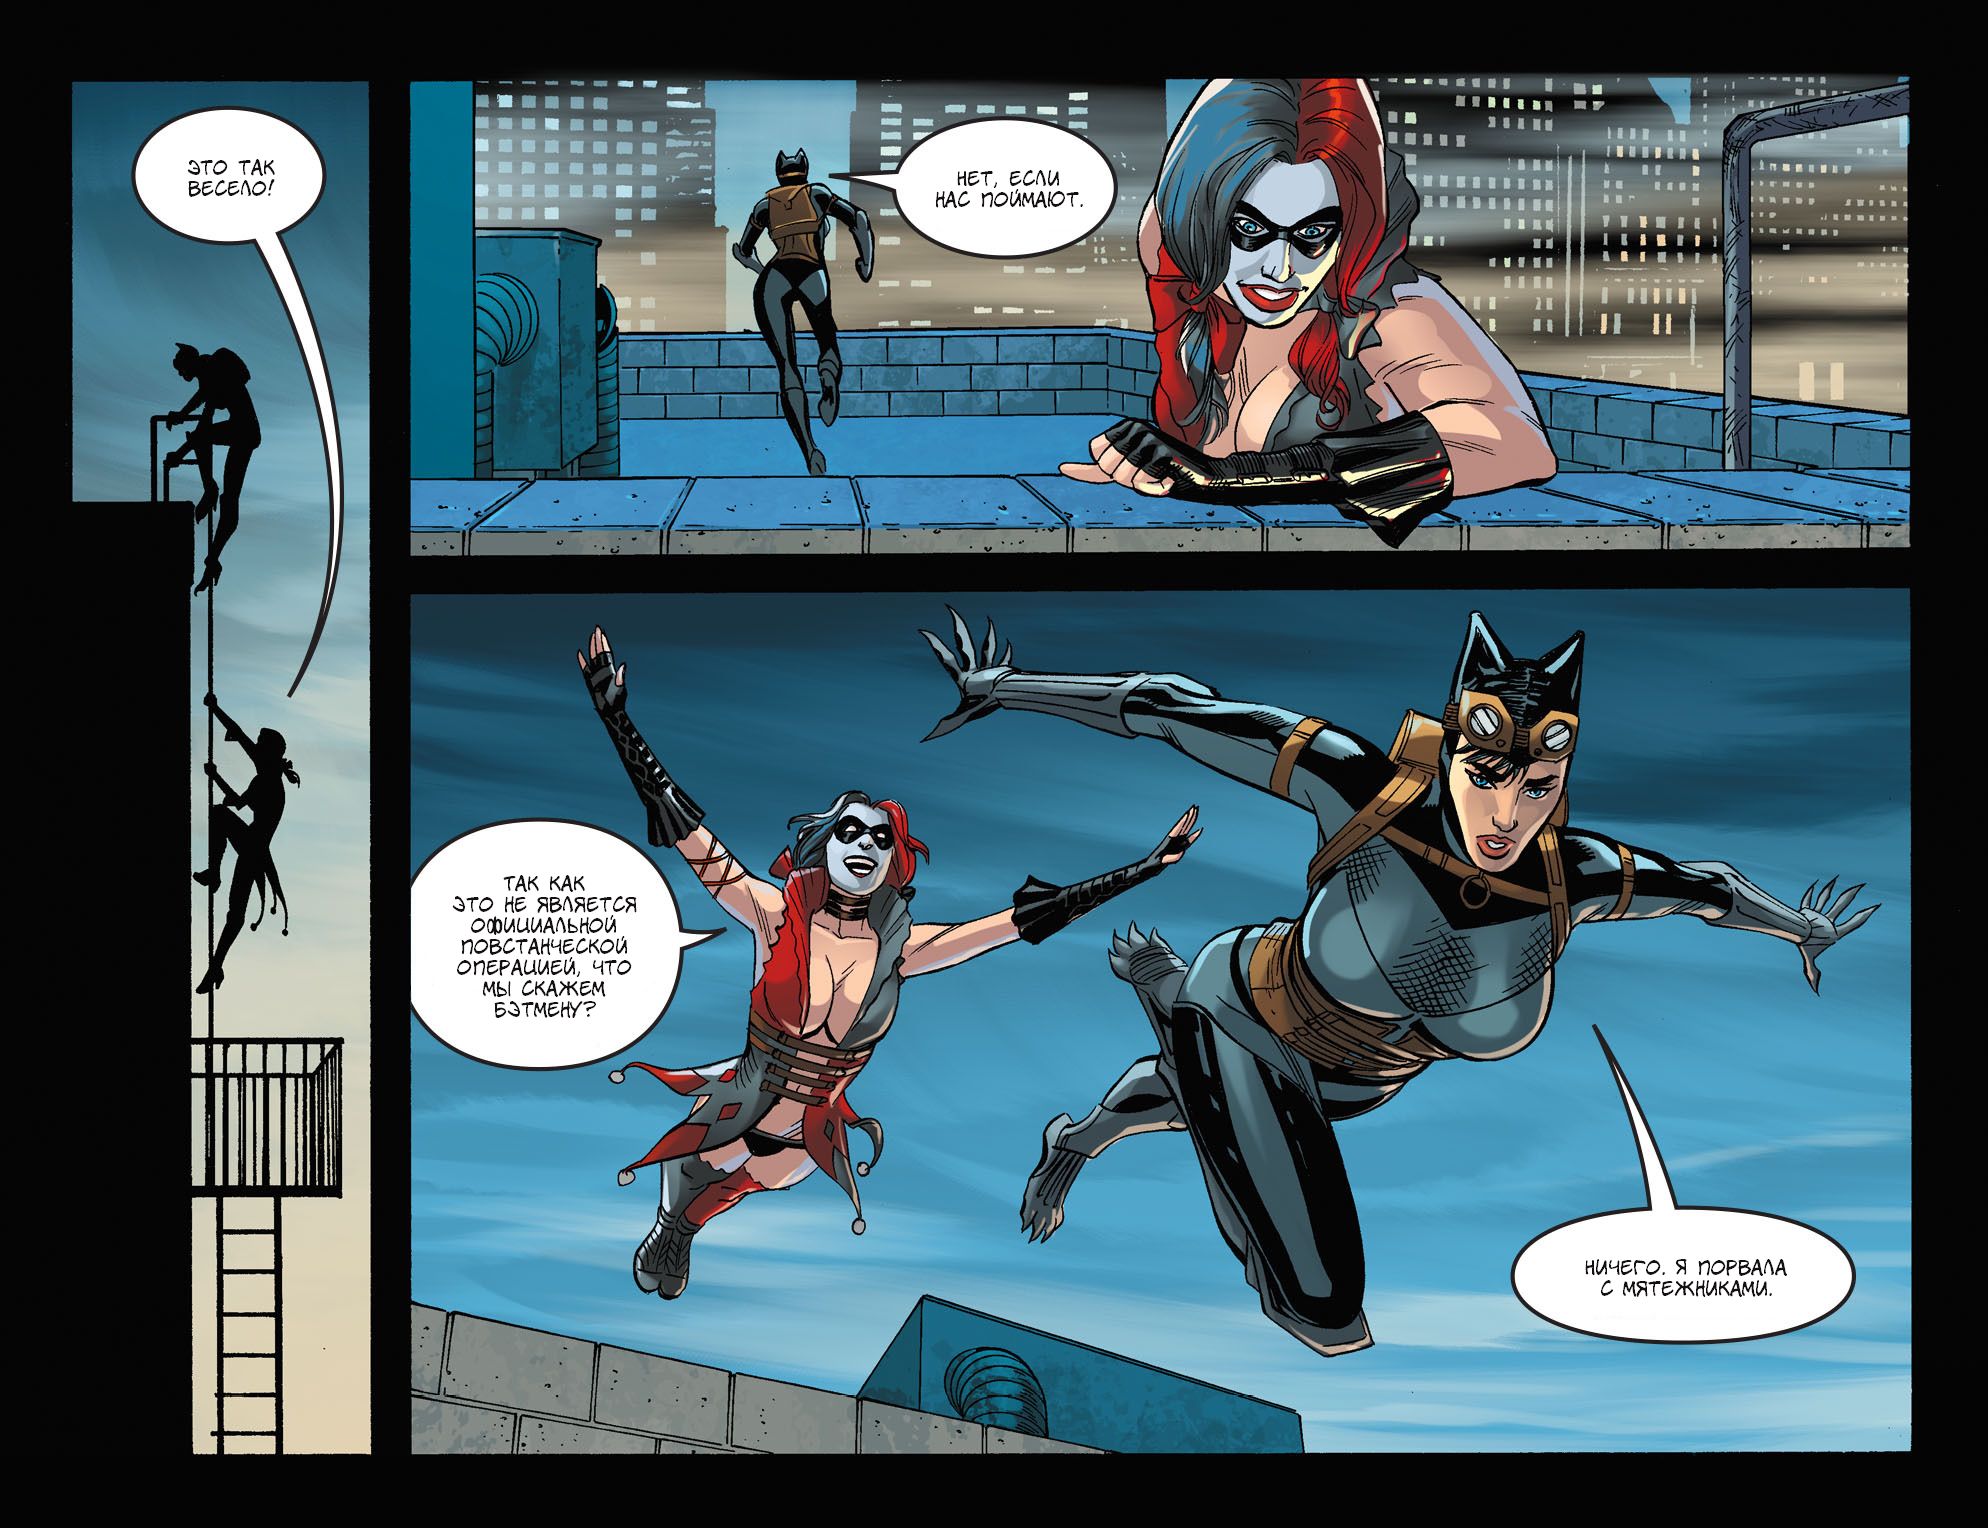 ЭТО ТАК
ВЕСЕЛО!
НЕТ, ЕСЛИ
НАС ПОЙМАЮТ.
ТАК КАК
ЭТО НЕ ЯВЛЯЕТСЯ
ОФИЦИАЛЬНОЙ
ПОВСТАНЧЕСКОЙ
ОПЕРАЦИЕЙ, ЧТО
МЫ СКАЖЕМ
БЭТМЕНУ?
НИЧЕГО. Я ПОРВАЛА
С МЯТЕЖНИКАМИ.